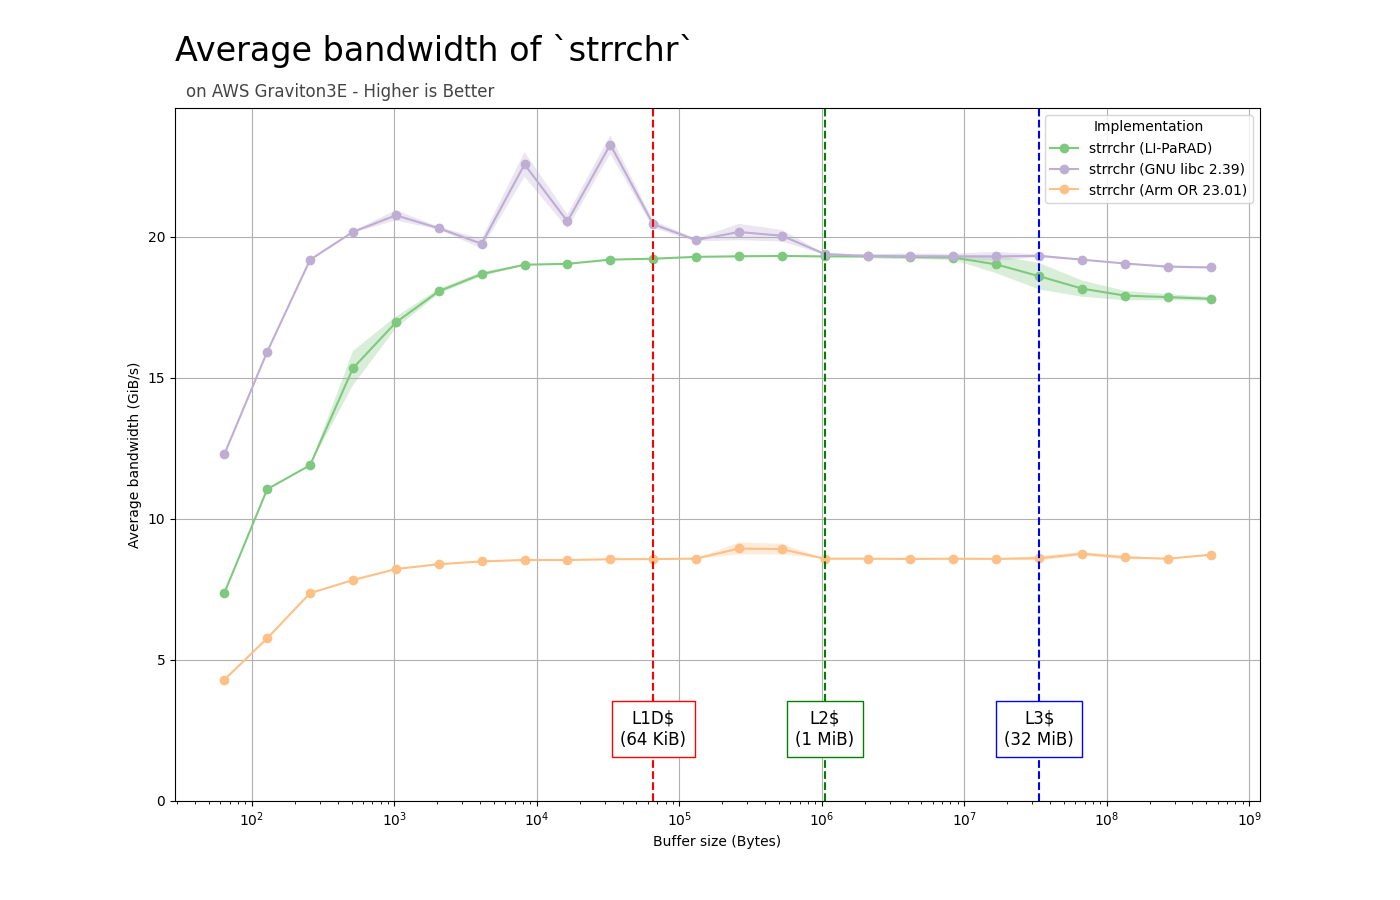 Average bandwidth of `strrchr`
on AWS Graviton3E - Higher is Better
Implementation
strrchr (LI-PaRAD)
strrchr (GNU libc 2.39)
strrchr (Arm OR 23.01)
Average bandwidth (GiB/s)
20
15
10
5
0
L1D$
(64 KiB)
L2$
(1 MiB)
L3$
(32 MiB)
10² 10³ 10⁴ 10⁵ 10⁶ 10⁷ 10⁸ 10⁹
Buffer size (Bytes)